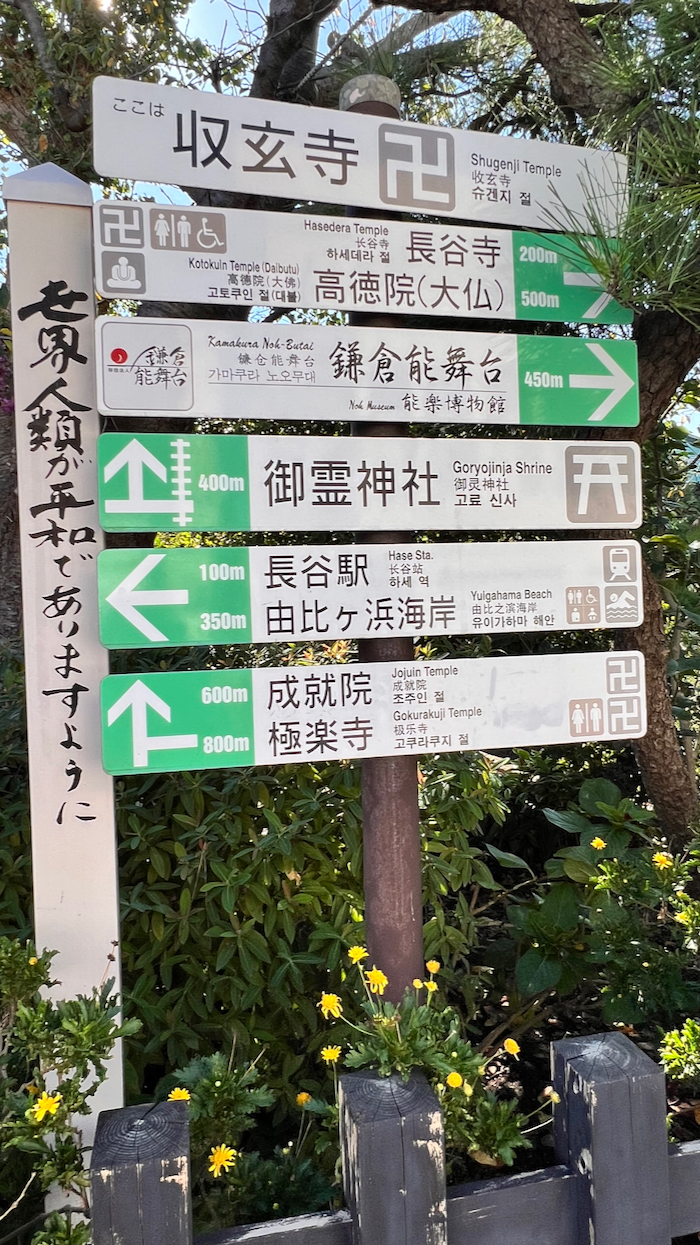 ここは
収玄寺
卍
Shugenji Temple
收玄寺
슈겐지 절
卍
Hasedera Temple
长谷寺
하세데라 절
長谷寺
200m
Kotokuin Temple (Daibutu)
高德院(大佛)
고토쿠인 절(대불)
高徳院(大仏)
500m
鎌倉
能舞台
Kamakura Noh-Butai
镰仓能舞台
가마쿠라 노오무대
鎌倉能舞台
Noh Museum 能楽博物館
450m
400m
御霊神社
Goryojinja Shrine
御灵神社
고료 신사
100m
長谷駅
Hase Sta.
长谷站
하세 역
350m
由比ヶ浜海岸
Yuigahama Beach
由比之滨海岸
유이가하마 해안
600m
成就院
Jojuin Temple
成就院
조주인 절
卍
800m
極楽寺
Gokurakuji Temple
极乐寺
고쿠라쿠지 절
卍
世界人類が平和でありますように